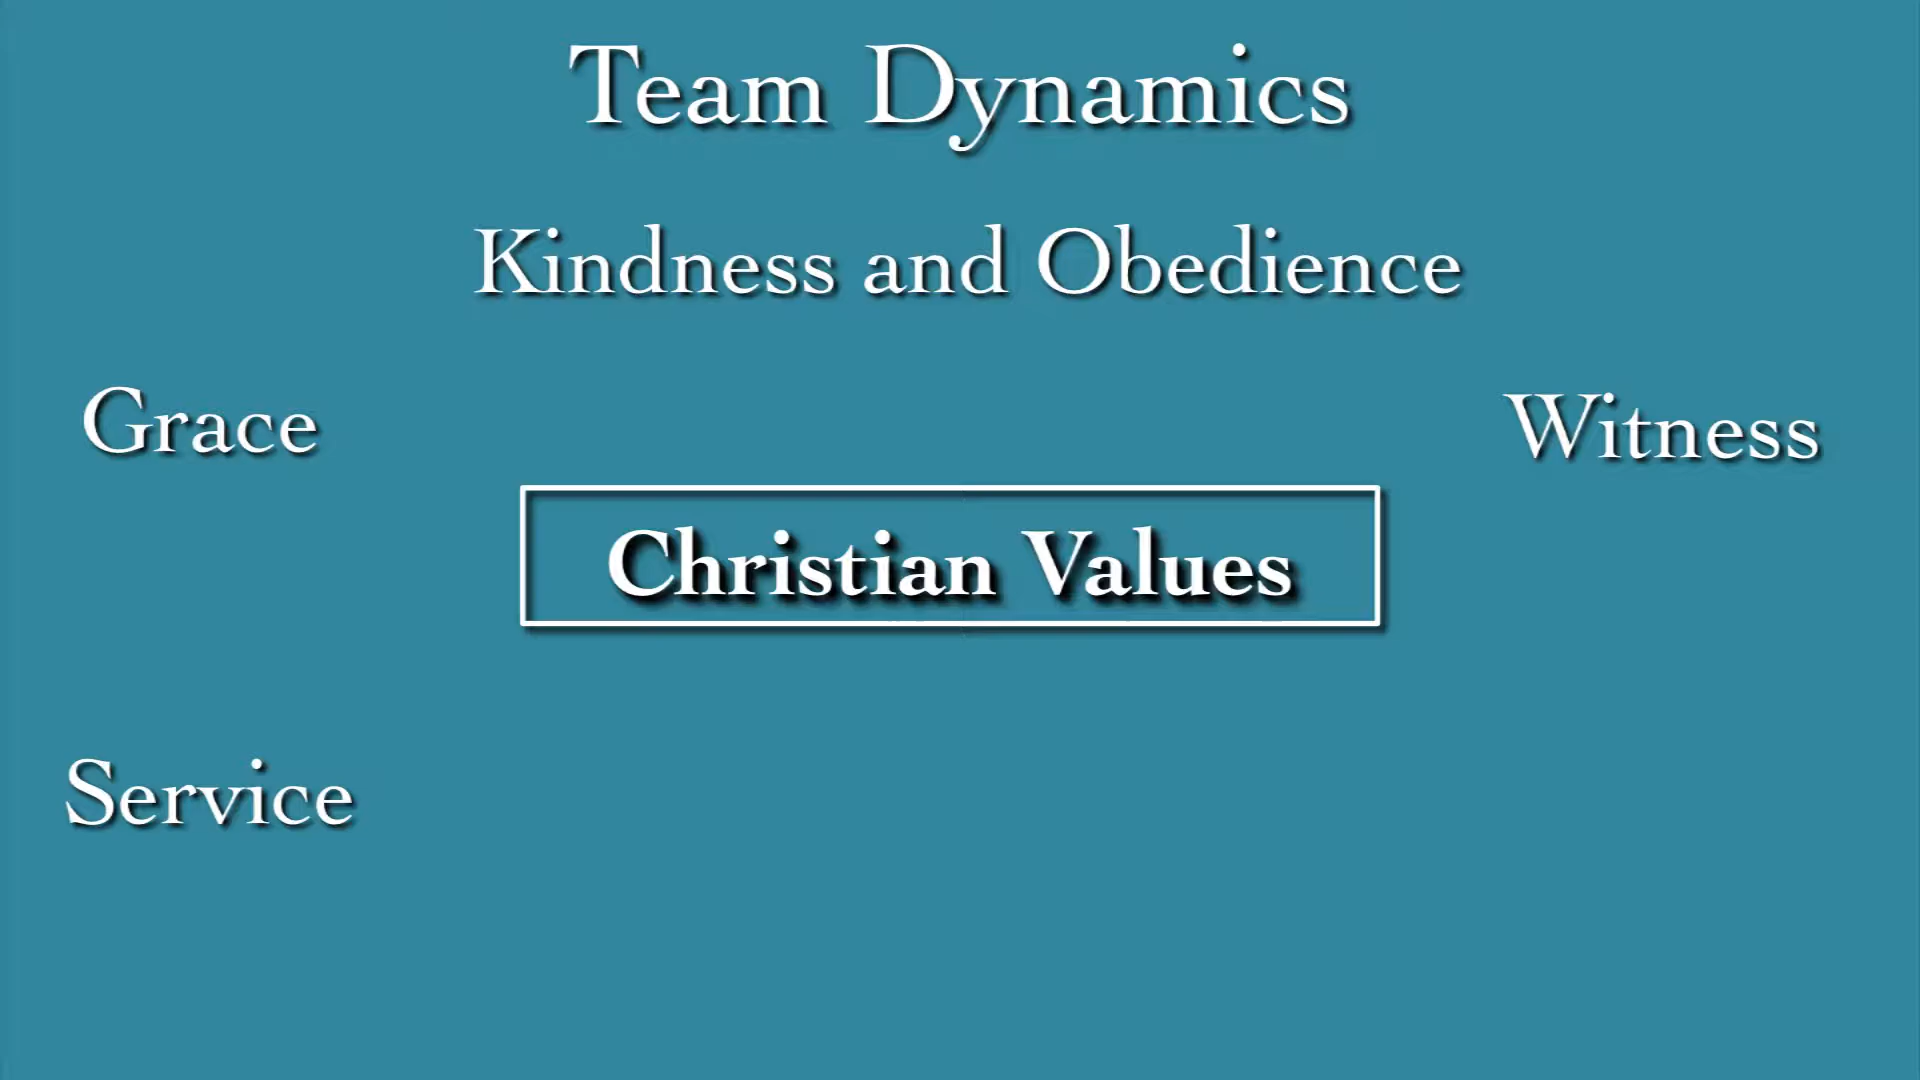 Team Dynamics
Kindness and Obedience
Grace
Witness
Christian Values
Service